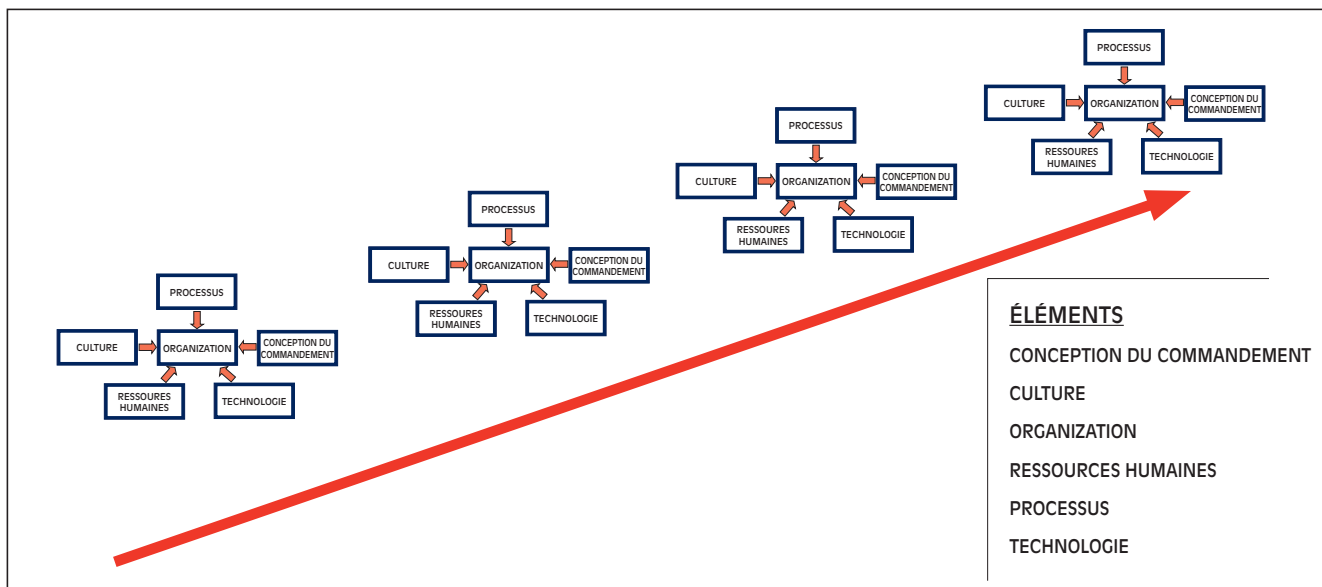 PROCESSUS
CULTURE
ORGANIZATION
CONCEPTION DU
COMMANDEMENT
RESSOURES
HUMAINES
TECHNOLOGIE
PROCESSUS
CULTURE
ORGANIZATION
CONCEPTION DU
COMMANDEMENT
RESSOURES
HUMAINES
TECHNOLOGIE
PROCESSUS
CULTURE
ORGANIZATION
CONCEPTION DU
COMMANDEMENT
RESSOURES
HUMAINES
TECHNOLOGIE
PROCESSUS
CULTURE
ORGANIZATION
CONCEPTION DU
COMMANDEMENT
RESSOURES
HUMAINES
TECHNOLOGIE
ÉLÉMENTS
CONCEPTION DU COMMANDEMENT
CULTURE
ORGANIZATION
RESSOURCES HUMAINES
PROCESSUS
TECHNOLOGIE